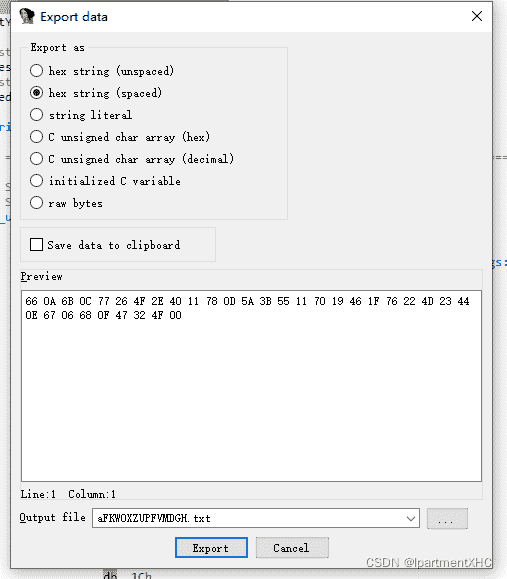 Export data
Export as
hex string (unspaced)
hex string (spaced)
string literal
C unsigned char array (hex)
C unsigned char array (decimal)
initialized C variable
raw bytes
Save data to clipboard
Preview
66 0A 6B 0C 77 26 4F 2E 40 11 78 0D 5A 3B 55 11 70 19 46 1F 76 22 4D 23 44
0E 67 06 68 0F 47 32 4F 00
Line:1 Column:1
Output file
aFKWOXZUPFVMDGH.txt
...
Export
Cancel
CSDN @IpartmentXHC
db 1Ch